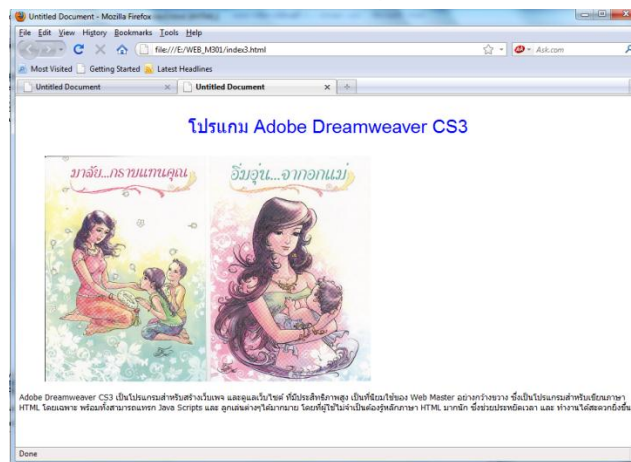 Untitled Document - Mozilla Firefox
File Edit View History Bookmarks Tools Help
file:///E:/WEB_M301/index3.html
Ask.com
Most Visited Getting Started Latest Headlines
Untitled Document
Untitled Document
โปรแกม Adobe Dreamweaver CS3
มาลัย...กราบแทนคุณ
อิ่มอุ่น...จากอกแม่
Adobe Dreamweaver CS3 เป็นโปรแกรมสำหรับสร้างเว็บเพจ และดูแลเว็บไซต์ ที่มีประสิทธิภาพสูง เป็นที่นิยมใช้ของ Web Master อย่างกว้างขวาง ซึ่งเป็นโปรแกรมสำหรับเขียนภาษา
HTML โดยเฉพาะ พร้อมทั้งสามารถแทรก Java Scripts และ ลูกเล่นต่างๆได้มากมาย โดยที่ผู้ใช้ไม่จำเป็นต้องรู้หลักภาษา HTML มากนัก ซึ่งช่วยประหยัดเวลา และ ทำงานได้สะดวกยิ่งขึ้น
Done